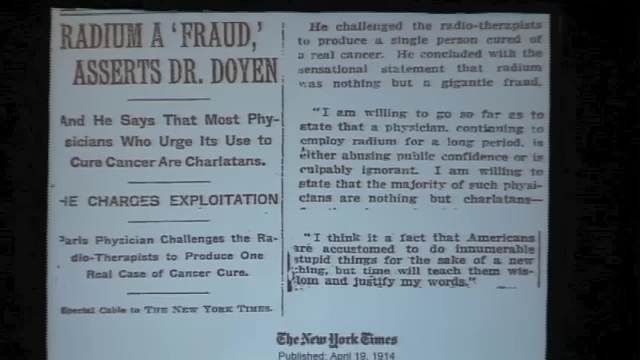 RADIUM A 'FRAUD,'
ASSERTS DR. DOYEN
And He Says That Most Phy-
sicians Who Urge Its Use to
Cure Cancer Are Charlatans.
HE CHARGES EXPLOITATION
Paris Physician Challenges the Ra-
dio-Therapists to Produce One
Real Case of Cancer Cure.
Special Cable to THE NEW YORK TIMES.
He challenged the radio-therapists
to produce a single person cured of
a real cancer. He concluded with the
sensational statement that radium
was nothing but a gigantic fraud.
"I am willing to go so far as to
state that a physician, continuing to
employ radium for a long period, is
either abusing public confidence or is
culpably ignorant. I am willing to
state that the majority of such physi-
cians are nothing but charlatans—
"I think it a fact that Americans
are accustomed to do innumerable
stupid things for the sake of a new
thing, but time will teach them wis-
dom and justify my words."
The New York Times
Published: April 19, 1914